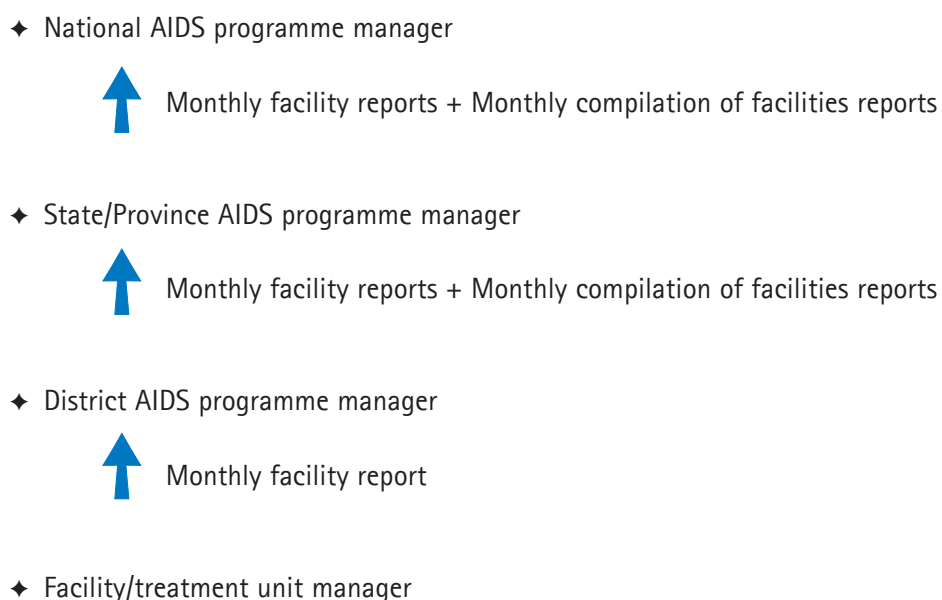 ✦ National AIDS programme manager
Monthly facility reports + Monthly compilation of facilities reports
✦ State/Province AIDS programme manager
Monthly facility reports + Monthly compilation of facilities reports
✦ District AIDS programme manager
Monthly facility report
✦ Facility/treatment unit manager